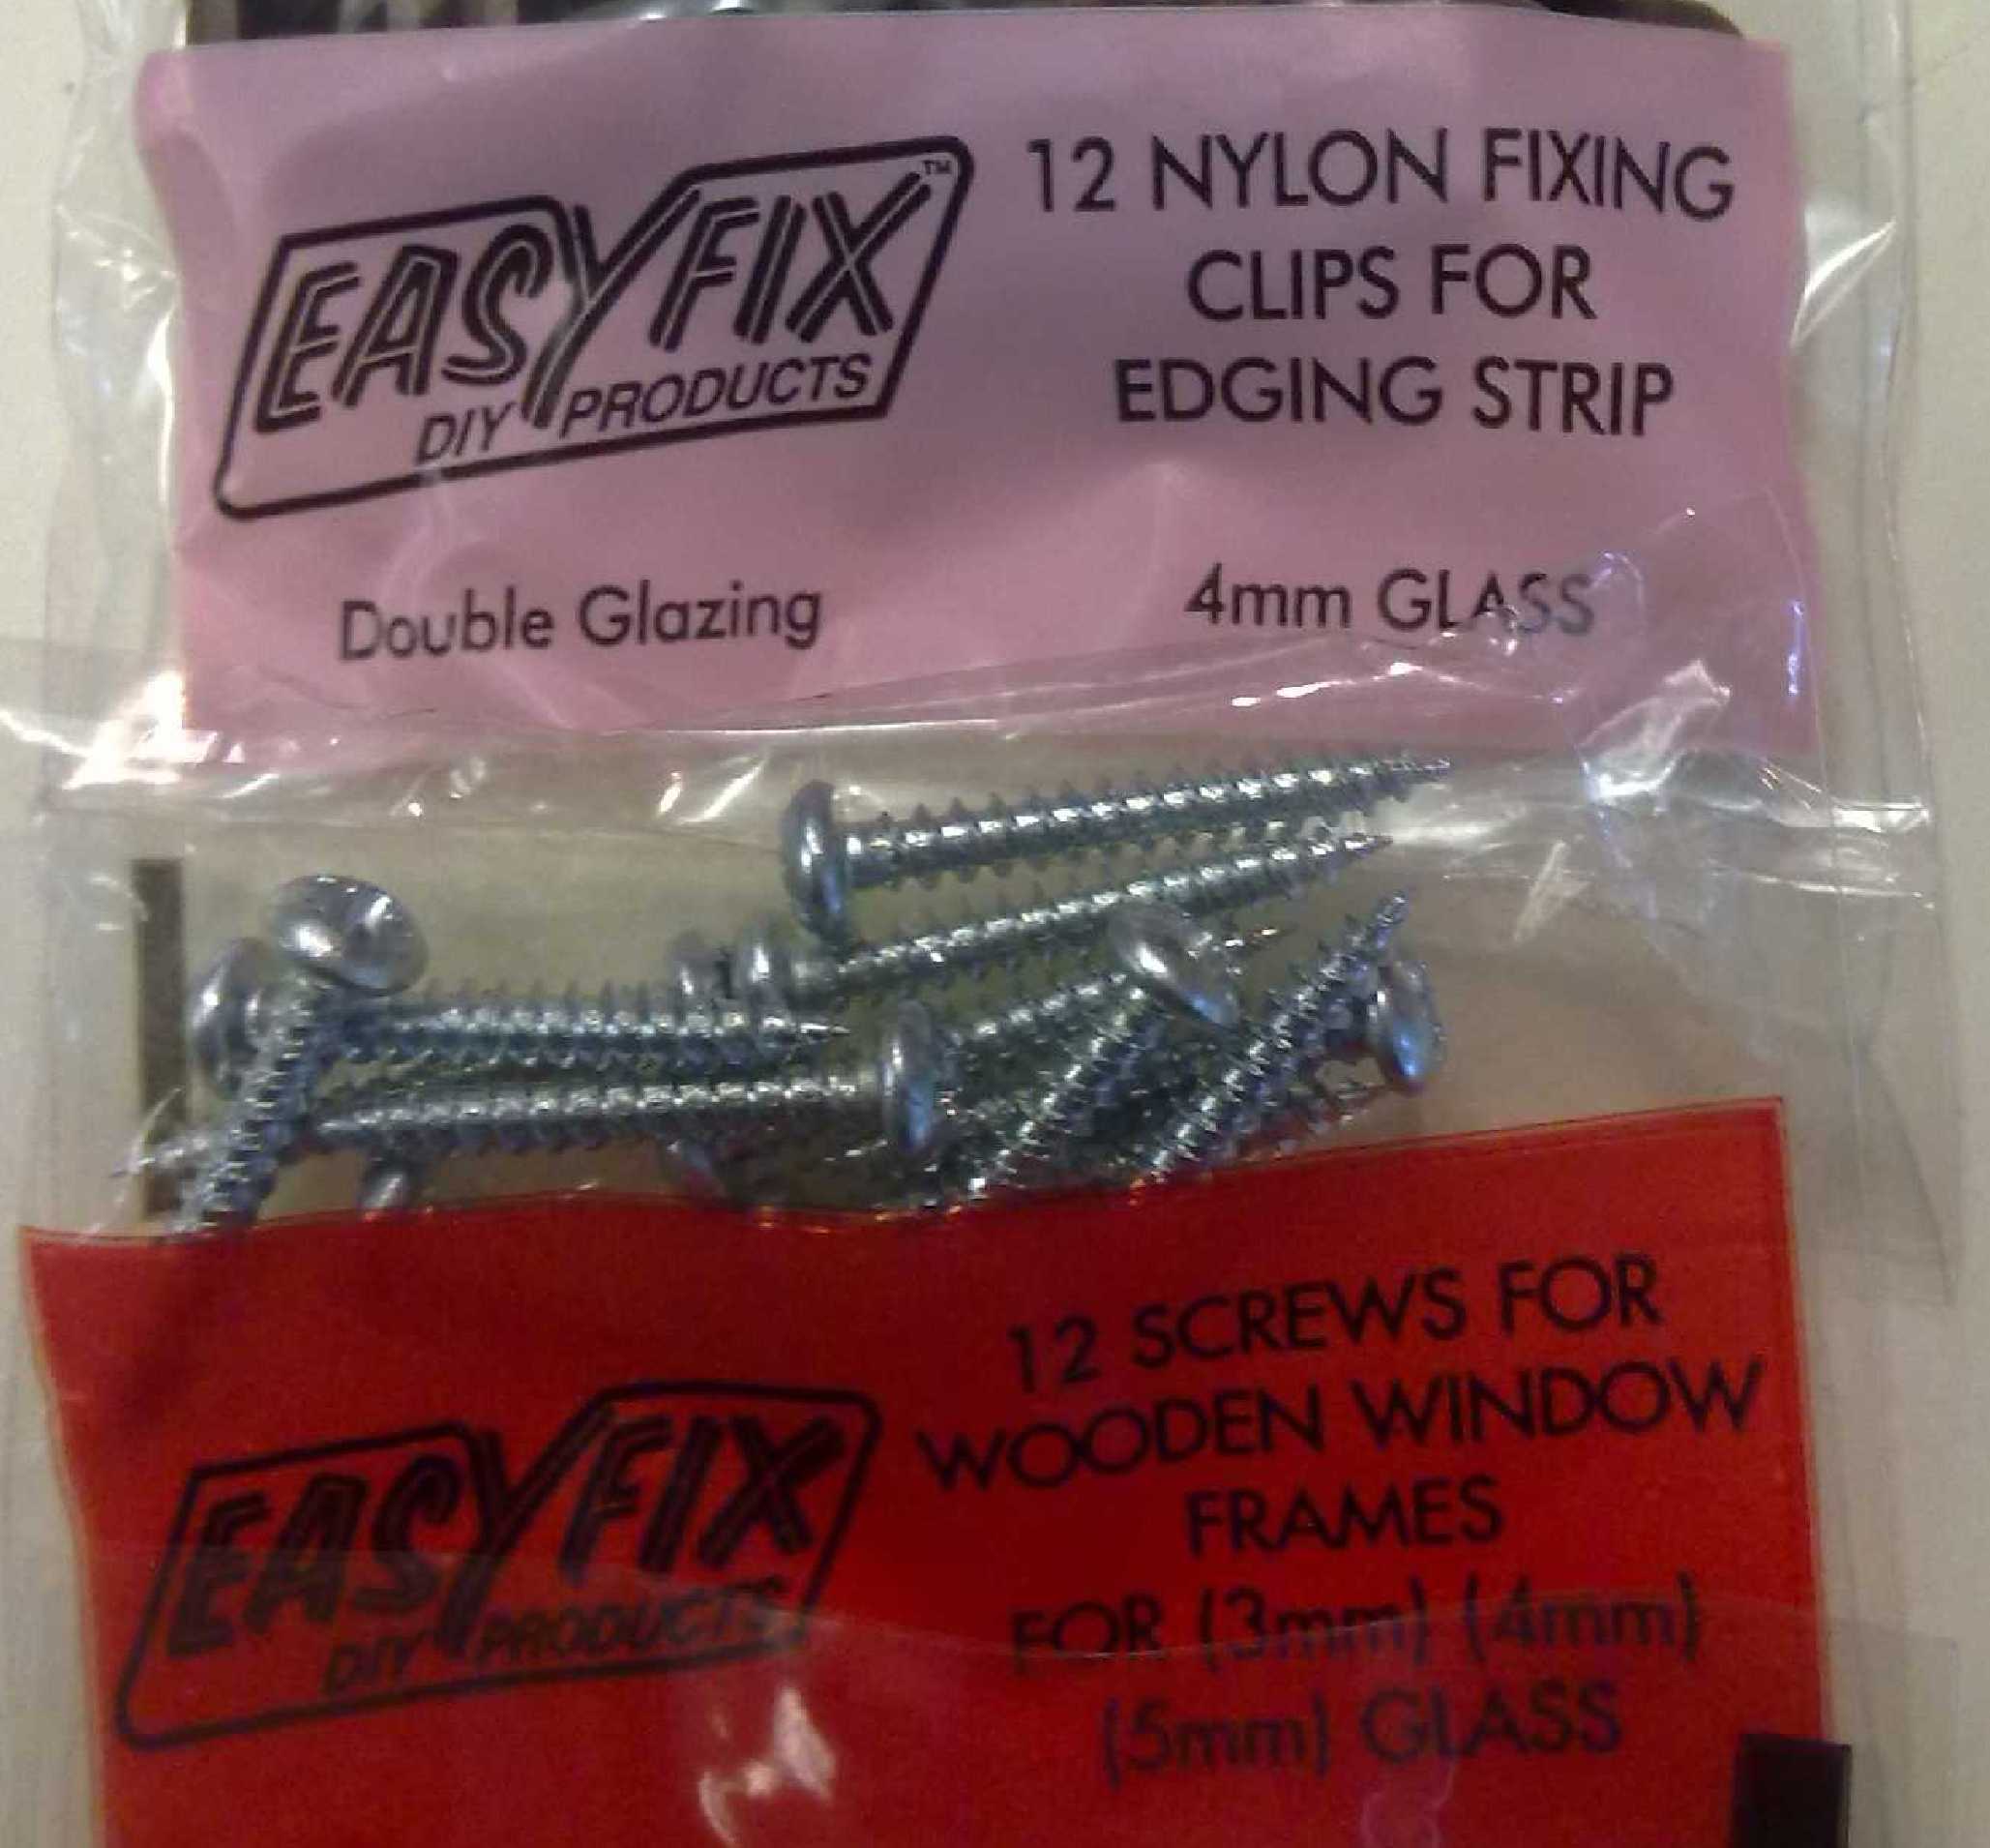 EASYFIX™
DIY PRODUCTS
12 NYLON FIXING
CLIPS FOR
EDGING STRIP
Double Glazing
4mm GLASS
EASYFIX
DIY PRODUCTS
12 SCREWS FOR
WOODEN WINDOW
FRAMES
FOR (3mm) (4mm)
(5mm) GLASS